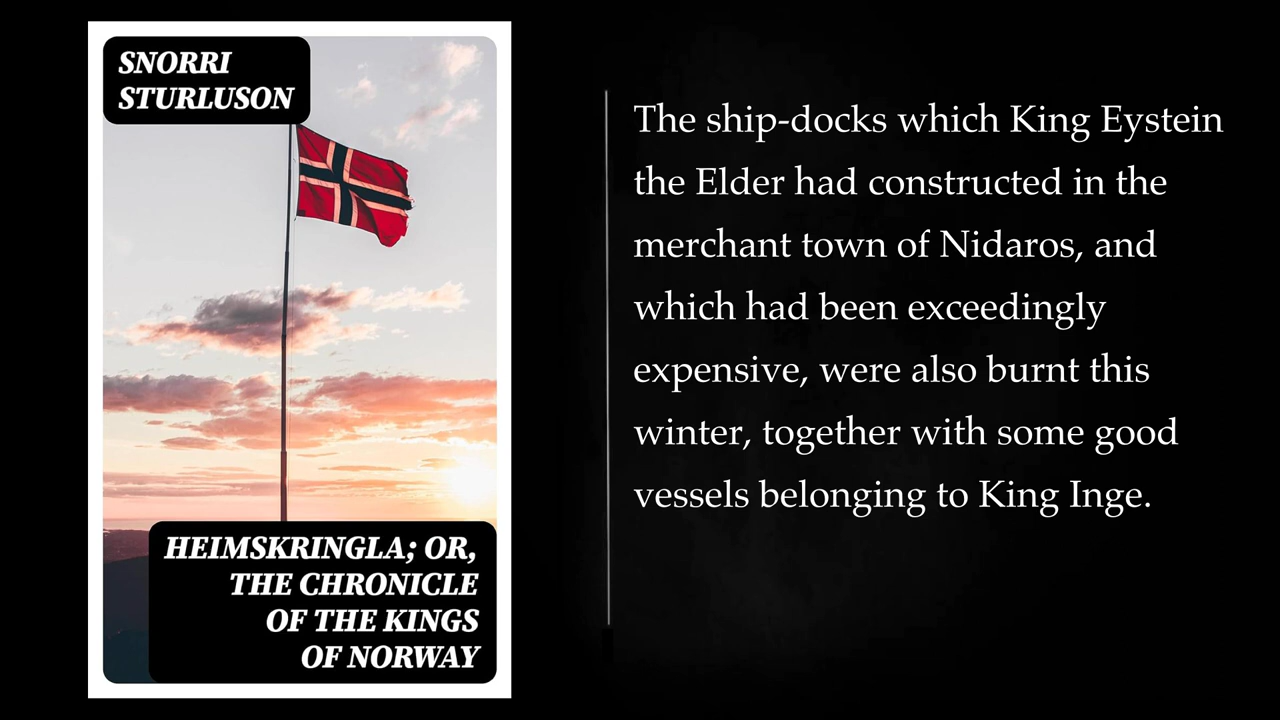 SNORRI
STURLUSON
HEIMSKRINGLA; OR,
THE CHRONICLE
OF THE KINGS
OF NORWAY
The ship-docks which King Eystein
the Elder had constructed in the
merchant town of Nidaros, and
which had been exceedingly
expensive, were also burnt this
winter, together with some good
vessels belonging to King Inge.